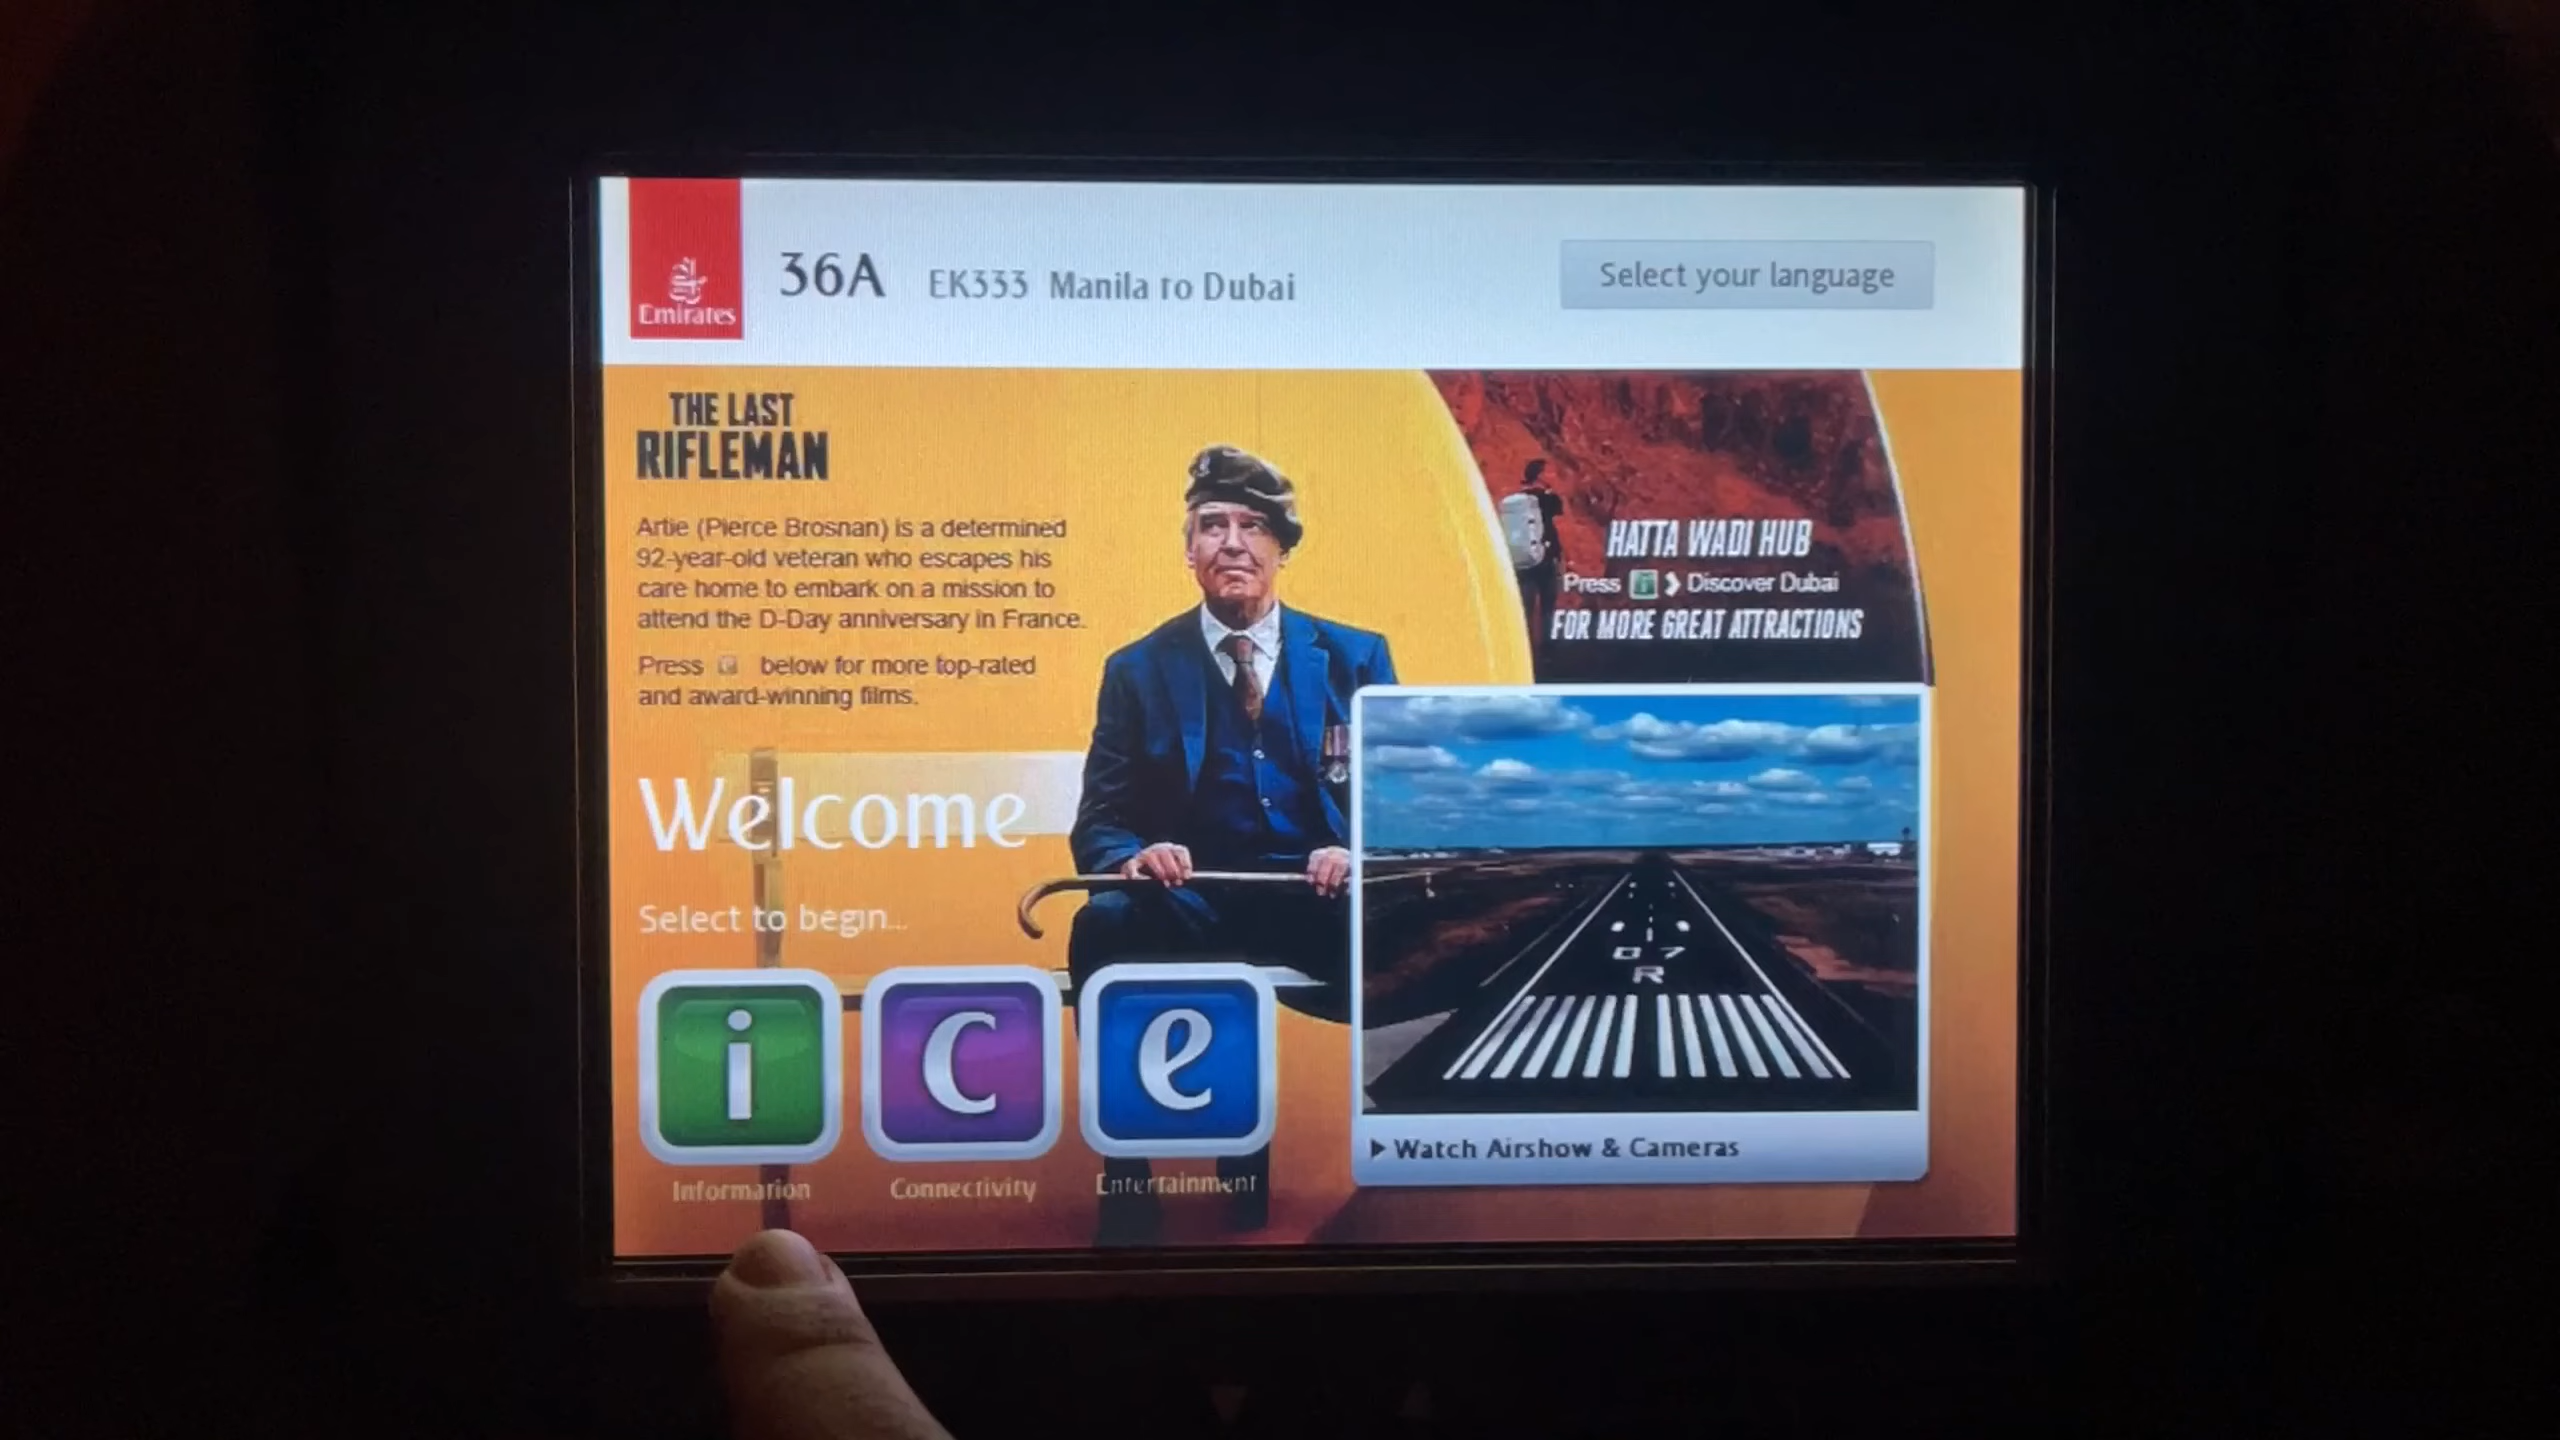 Emirates
36A EK333 Manila to Dubai
Select your language
THE LAST
RIFLEMAN
Artie (Pierce Brosnan) is a determined
92-year-old veteran who escapes his
care home to embark on a mission to
attend the D-Day anniversary in France.
Press e below for more top-rated
and award-winning films.
HATTA WADI HUB
Press i > Discover Dubai
FOR MORE GREAT ATTRACTIONS
Welcome
Select to begin...
i c e
Information Connectivity Entertainment
07
R
Watch Airshow & Cameras